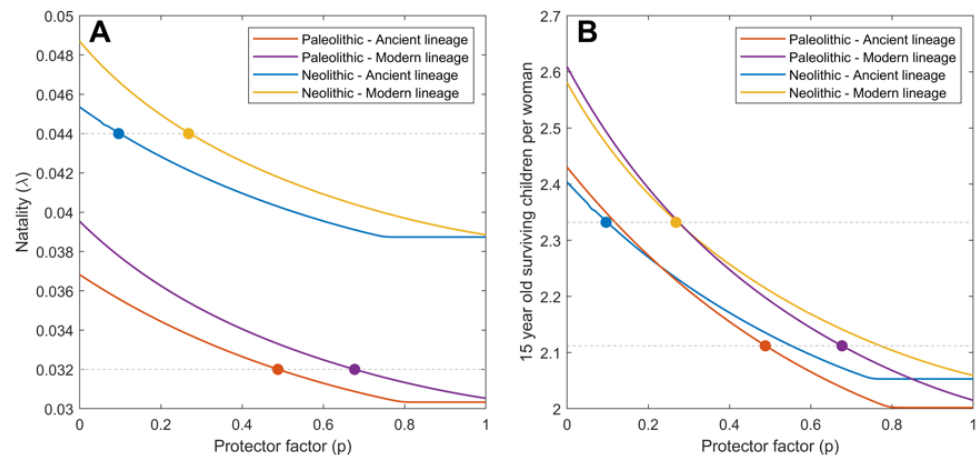 A
Paleolithic - Ancient lineage
Paleolithic - Modern lineage
Neolithic - Ancient lineage
Neolithic - Modern lineage
Natality (λ)
0.05
0.048
0.046
0.044
0.042
0.04
0.038
0.036
0.034
0.032
0.03
0 0.2 0.4 0.6 0.8 1
Protector factor (p)
B
Paleolithic - Ancient lineage
Paleolithic - Modern lineage
Neolithic - Ancient lineage
Neolithic - Modern lineage
15 year old surviving children per woman
2.7
2.6
2.5
2.4
2.3
2.2
2.1
2
0 0.2 0.4 0.6 0.8 1
Protector factor (p)